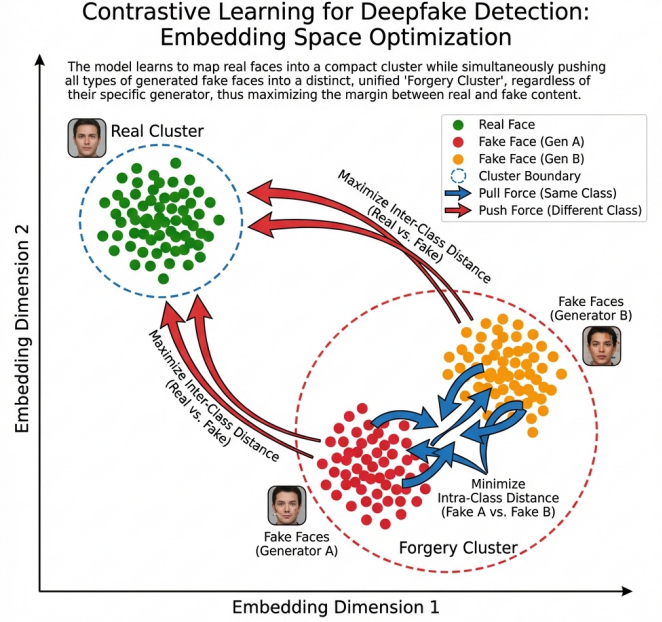 Contrastive Learning for Deepfake Detection:
Embedding Space Optimization
The model learns to map real faces into a compact cluster while simultaneously pushing
all types of generated fake faces into a distinct, unified 'Forgery Cluster', regardless of
their specific generator, thus maximizing the margin between real and fake content.
Real Cluster
Real Face
Fake Face (Gen A)
Fake Face (Gen B)
Cluster Boundary
Pull Force (Same Class)
Push Force (Different Class)
Maximize Inter-Class Distance
(Real vs. Fake)
Embedding Dimension 2
Fake Faces
(Generator B)
Maximize Inter-Class Distance
(Real vs. Fake)
Minimize
Intra-Class Distance
(Fake A vs. Fake B)
Fake Faces
(Generator A)
Forgery Cluster
Embedding Dimension 1